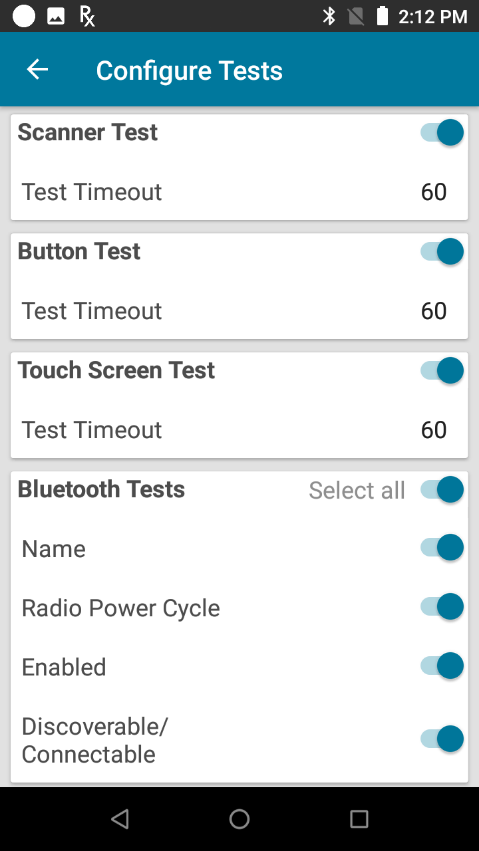 2:12 PM
Configure Tests
Scanner Test
Test Timeout 60
Button Test
Test Timeout 60
Touch Screen Test
Test Timeout 60
Bluetooth Tests Select all
Name
Radio Power Cycle
Enabled
Discoverable/
Connectable